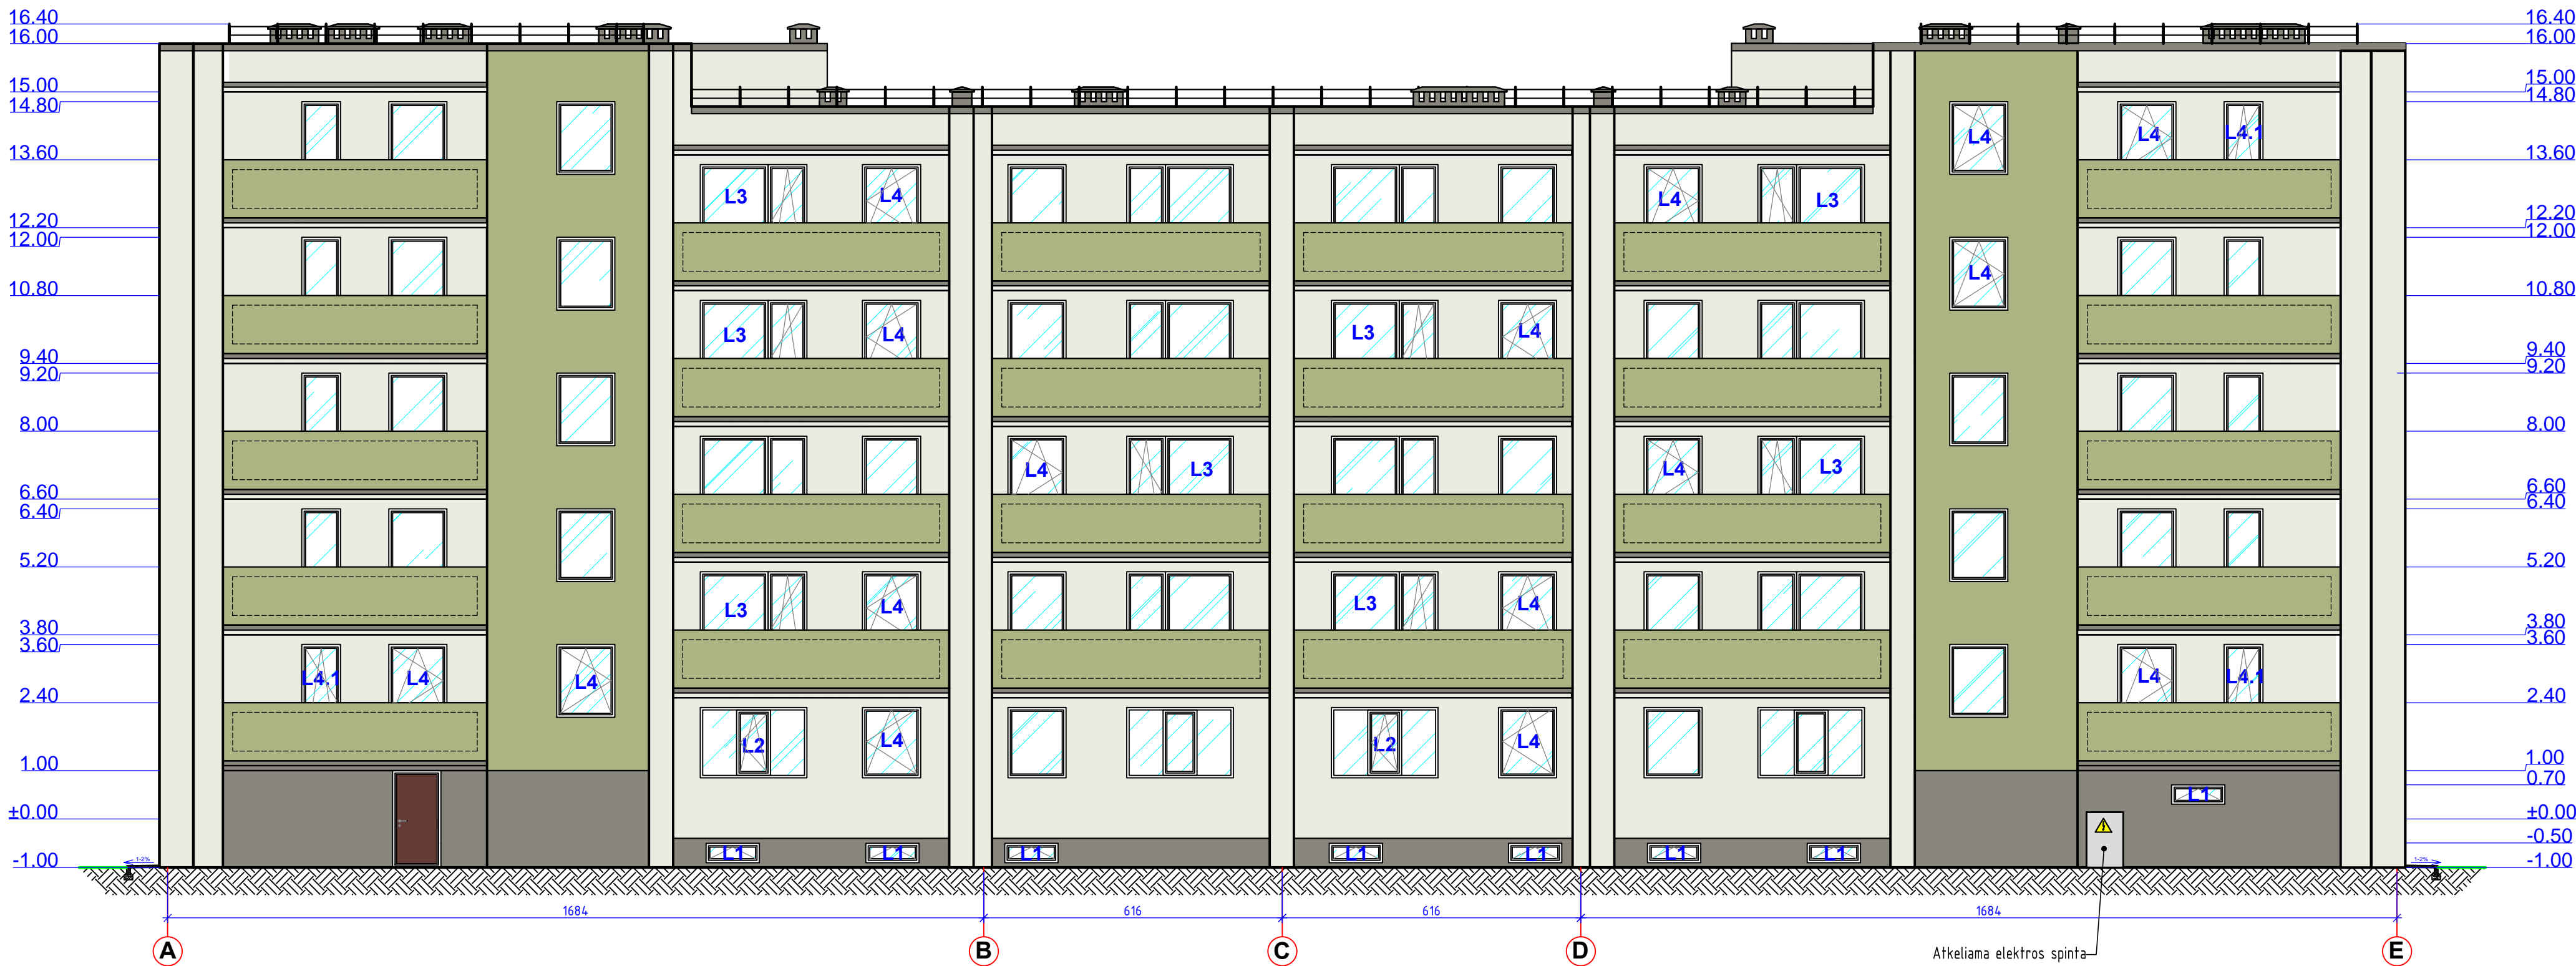 16.40
16.40
16.00
16.00
15.00
15.00
14.80
14.80
L4
L4
L4.1
13.60
13.60
L3
L4
L4
L3
12.20
12.20
12.00
12.00
L4
10.80
10.80
L3
L4
L3
L4
9.40
9.40
9.20
9.20
8.00
8.00
L4
L3
L4
L3
6.60
6.60
6.40
6.40
5.20
5.20
L3
L4
L3
L4
3.80
3.80
3.60
3.60
L4.1
L4
L4
L4
L4.1
2.40
2.40
L2
L4
L2
L4
1.00
1.00
0.70
L1
±0.00
±0.00
-0.50
L1
L1
L1
L1
L1
L1
L1
-1.00
1-2%
1-2%
-1.00
1684
616
616
1684
A
B
C
D
E
Atkeliama elektros spinta